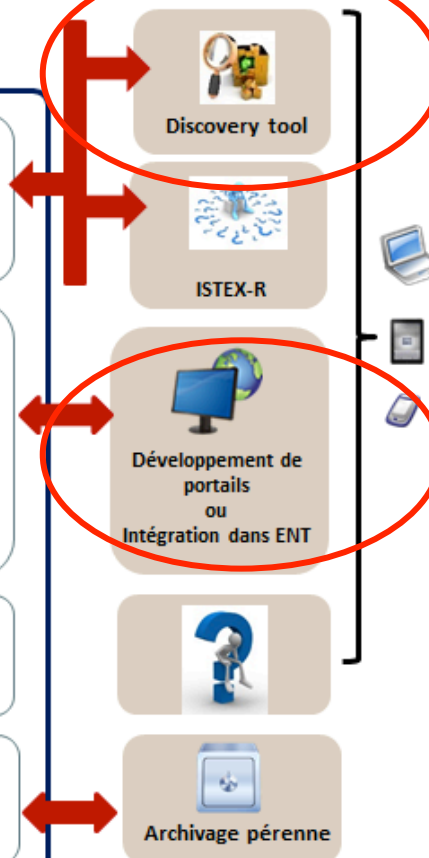 Discovery tool
ISTEX-R
Développement de
portails
ou
Intégration dans ENT
Archivage pérenne